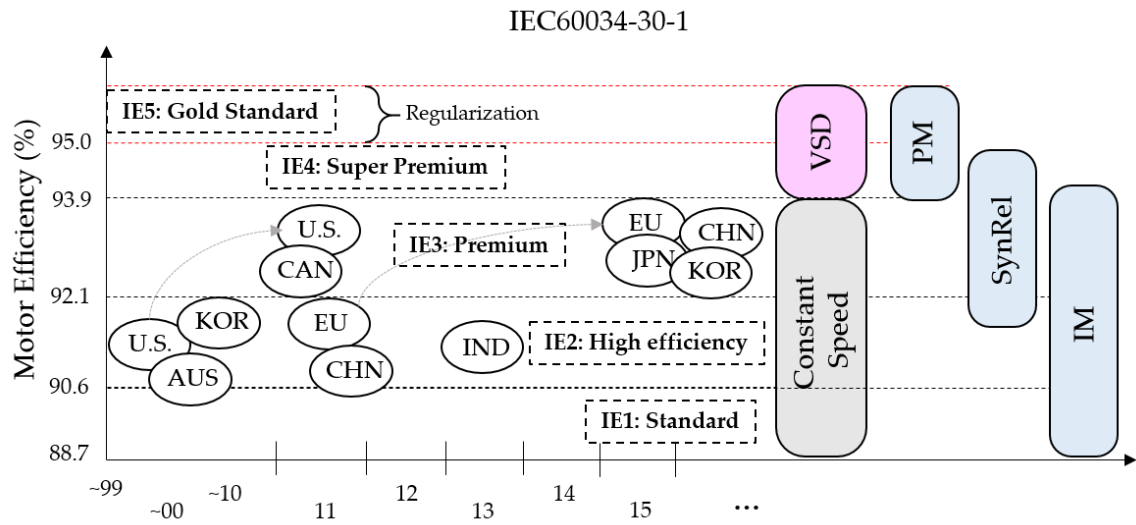 IEC60034-30-1
Motor Efficiency (%)
IE5: Gold Standard
Regularization
95.0
IE4: Super Premium
93.9
U.S.
CAN
IE3: Premium
EU
JPN
CHN
KOR
92.1
U.S.
KOR
AUS
EU
CHN
IND
IE2: High efficiency
90.6
IE1: Standard
88.7
VSD
Constant
Speed
PM
SynRel
IM
~99
~00
~10
11
12
13
14
15
...